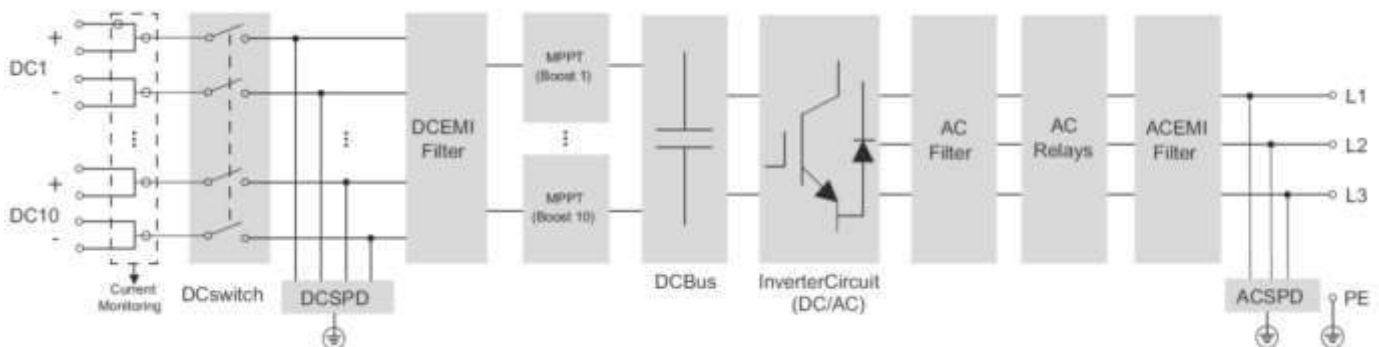 +
DC1
-
+
DC10
-
Current
Monitoring
DCswitch
DCSPD
DCEMI
Filter
MPPT
(Boost 1)
MPPT
(Boost 10)
DCBus
InverterCircuit
(DC/AC)
AC
Filter
AC
Relays
ACEMI
Filter
L1
L2
L3
ACSPD
PE